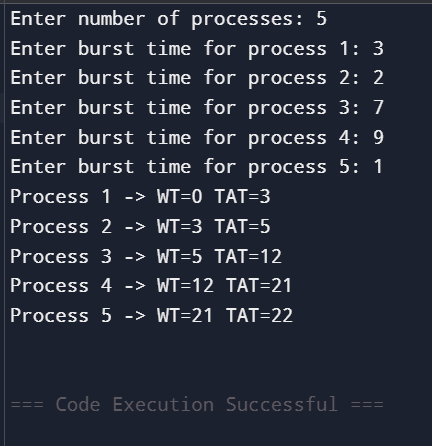 Enter number of processes: 5
Enter burst time for process 1: 3
Enter burst time for process 2: 2
Enter burst time for process 3: 7
Enter burst time for process 4: 9
Enter burst time for process 5: 1
Process 1 -> WT=0 TAT=3
Process 2 -> WT=3 TAT=5
Process 3 -> WT=5 TAT=12
Process 4 -> WT=12 TAT=21
Process 5 -> WT=21 TAT=22
=== Code Execution Successful ===